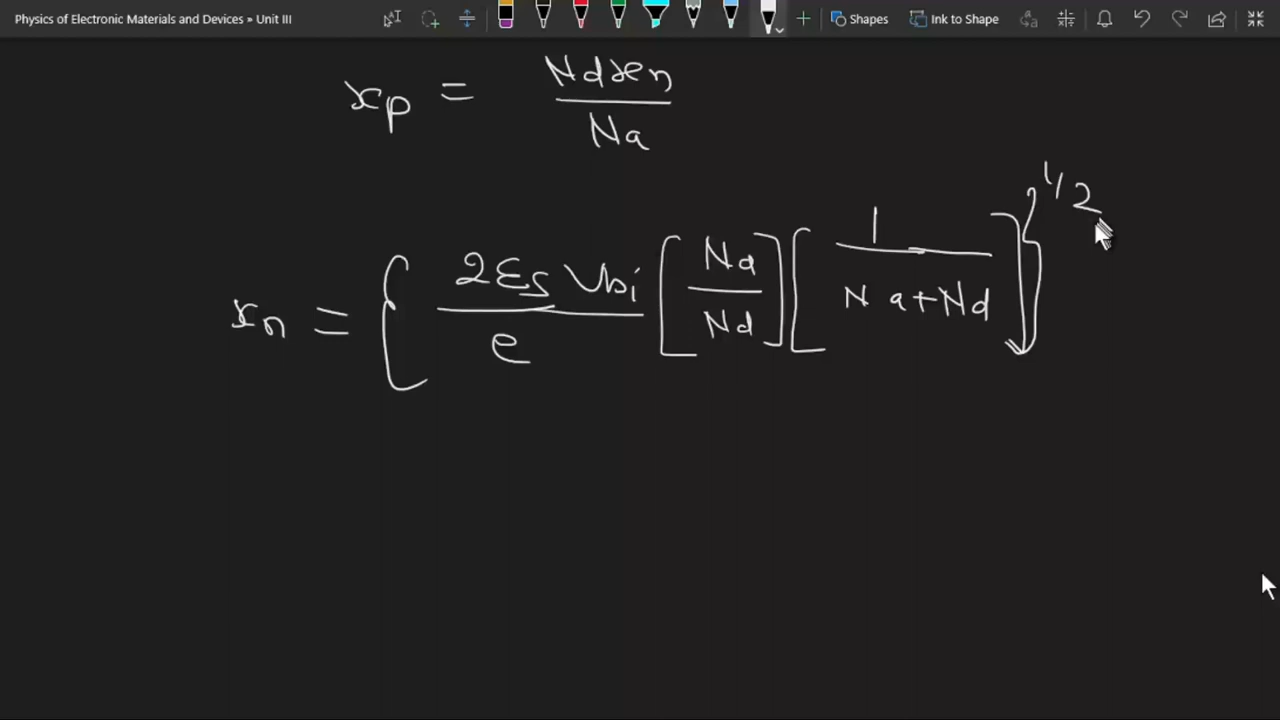 Physics of Electronic Materials and Devices » Unit III
Shapes
Ink to Shape
xp = Ndxn / Na
xn = { 2Es Vbi / e [ Na / Nd ] [ 1 / Na+Nd ] }^1/2